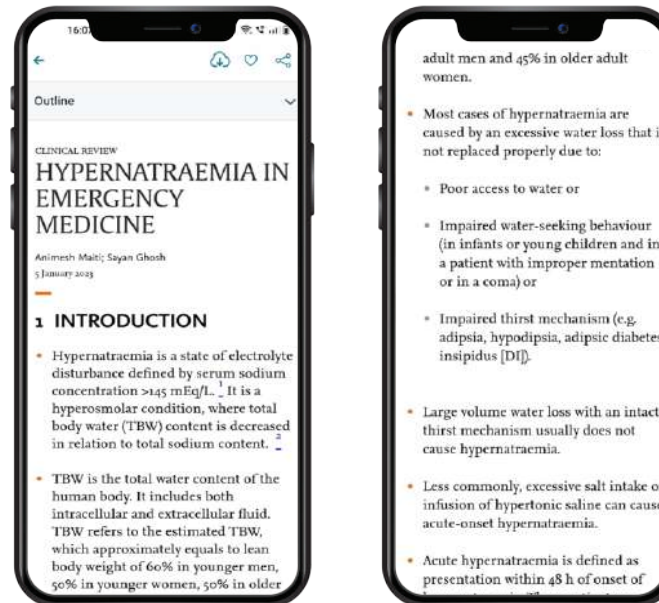 16:07
Outline
CLINICAL REVIEW
HYPERNATRAEMIA IN
EMERGENCY
MEDICINE
Animesh Maiti; Sayan Ghosh
5 January 2023
1 INTRODUCTION
• Hypernatraemia is a state of electrolyte
disturbance defined by serum sodium
concentration >145 mEq/L. 1 It is a
hyperosmolar condition, where total
body water (TBW) content is decreased
in relation to total sodium content. 2
• TBW is the total water content of the
human body. It includes both
intracellular and extracellular fluid.
TBW refers to the estimated TBW,
which approximately equals to lean
body weight of 60% in younger men,
50% in younger women, 50% in older
adult men and 45% in older adult
women.
• Most cases of hypernatraemia are
caused by an excessive water loss that i
not replaced properly due to:
• Poor access to water or
• Impaired water-seeking behaviour
(in infants or young children and in
a patient with improper mentation
or in a coma) or
• Impaired thirst mechanism (e.g.
adipsia, hypodipsia, adipsic diabetes
insipidus [DI]).
• Large volume water loss with an intact
thirst mechanism usually does not
cause hypernatraemia.
• Less commonly, excessive salt intake o
infusion of hypertonic saline can cause
acute-onset hypernatraemia.
• Acute hypernatraemia is defined as
presentation within 48 h of onset of